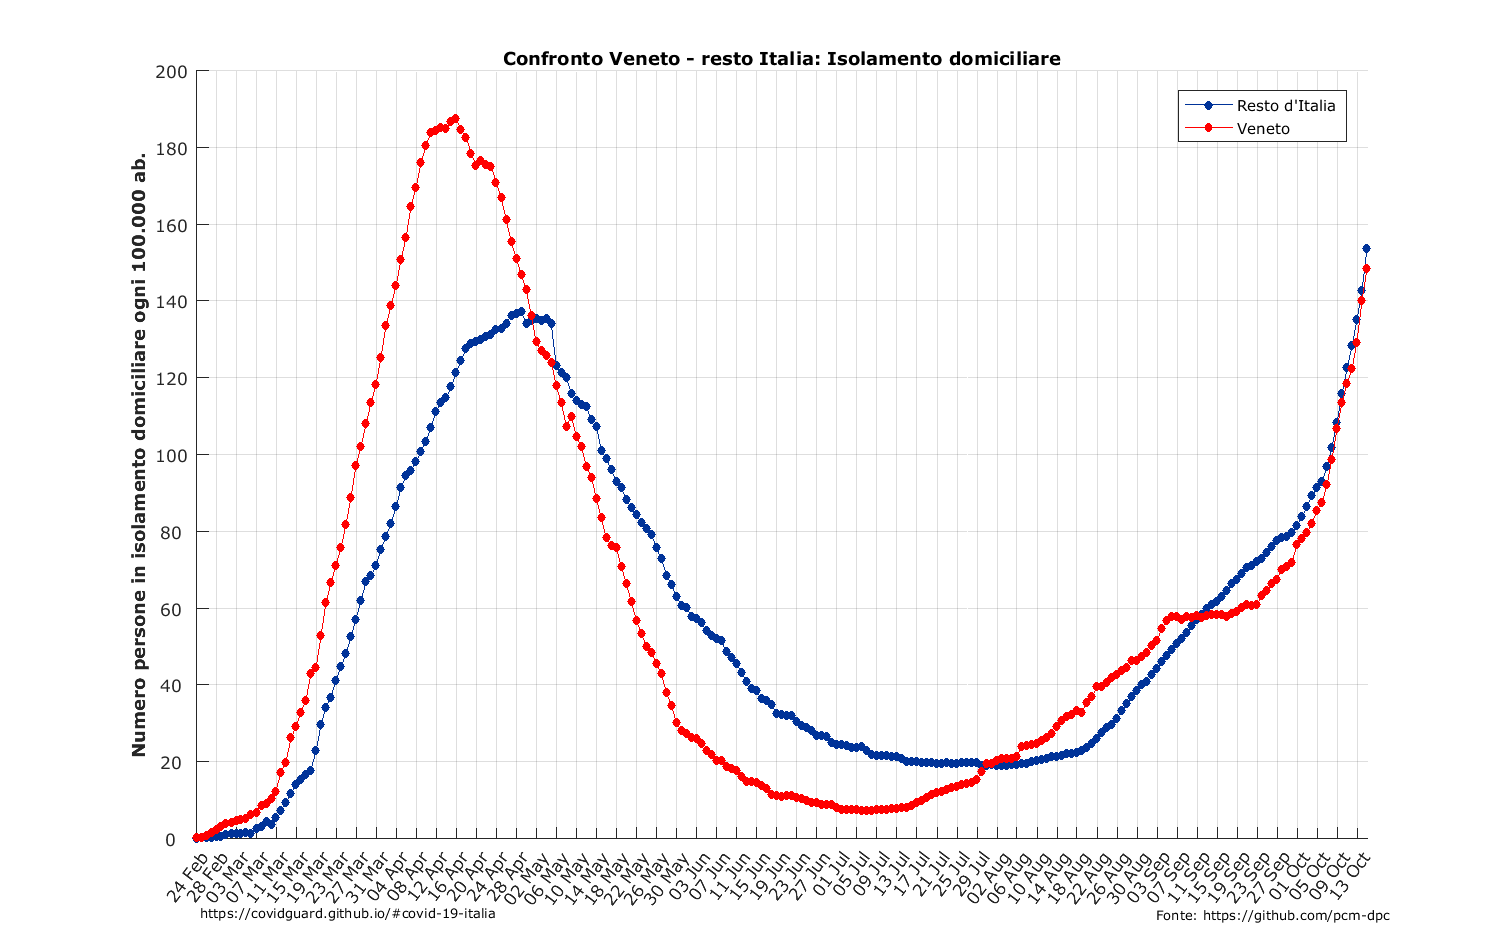 Confronto Veneto - resto Italia: Isolamento domiciliare
Numero persone in isolamento domiciliare ogni 100.000 ab.
200
180
160
140
120
100
80
60
40
20
0
Resto d'Italia
Veneto
24 Feb
28 Feb
03 Mar
07 Mar
11 Mar
15 Mar
19 Mar
23 Mar
27 Mar
31 Mar
04 Apr
08 Apr
12 Apr
16 Apr
20 Apr
24 Apr
28 Apr
02 May
06 May
10 May
14 May
18 May
22 May
26 May
30 May
03 Jun
07 Jun
11 Jun
15 Jun
19 Jun
23 Jun
27 Jun
01 Jul
05 Jul
09 Jul
13 Jul
17 Jul
21 Jul
25 Jul
29 Jul
02 Aug
06 Aug
10 Aug
14 Aug
18 Aug
22 Aug
26 Aug
30 Aug
03 Sep
07 Sep
11 Sep
15 Sep
19 Sep
23 Sep
27 Sep
01 Oct
05 Oct
09 Oct
13 Oct
https://covidguard.github.io/#covid-19-italia
Fonte: https://github.com/pcm-dpc